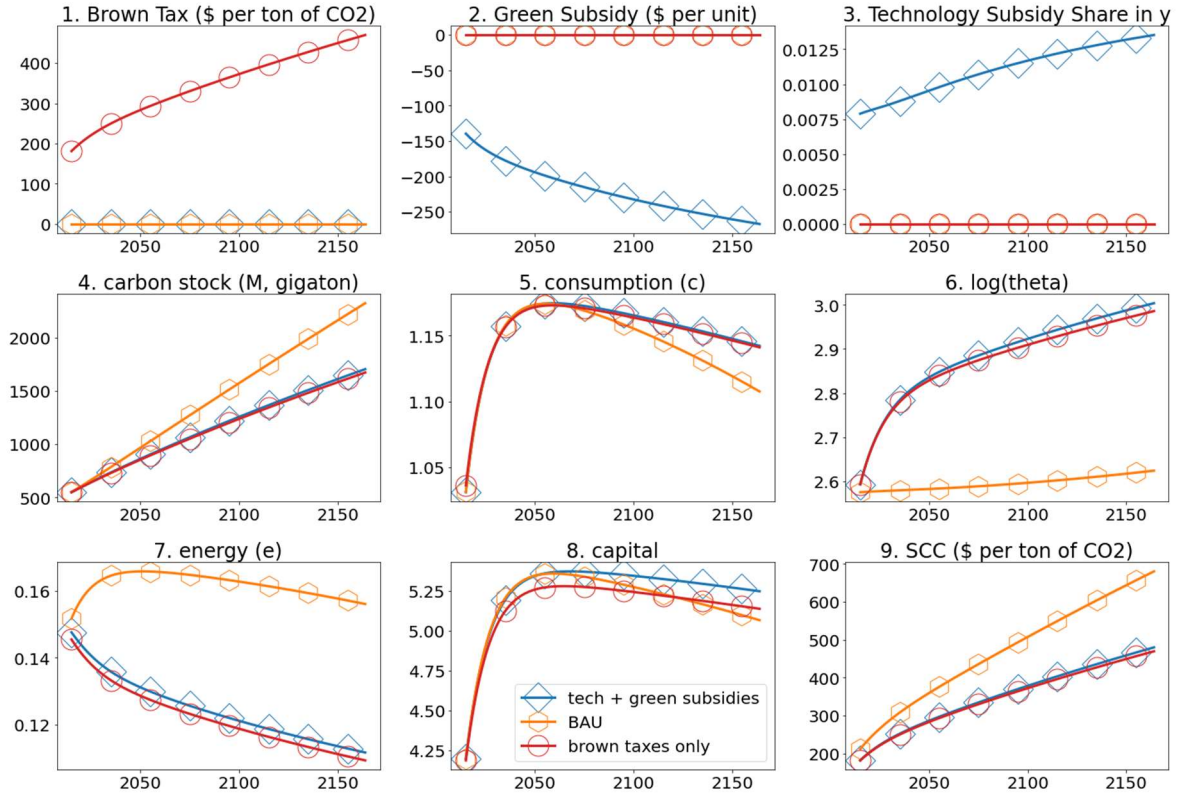 1. Brown Tax ($ per ton of CO2)
2. Green Subsidy ($ per unit)
3. Technology Subsidy Share in y
400
300
200
100
0
2050 2100 2150
0
−50
−100
−150
−200
−250
2050 2100 2150
0.0125
0.0100
0.0075
0.0050
0.0025
0.0000
2050 2100 2150
4. carbon stock (M, gigaton)
5. consumption (c)
6. log(theta)
2000
1500
1000
500
2050 2100 2150
1.15
1.10
1.05
2050 2100 2150
3.0
2.9
2.8
2.7
2.6
2050 2100 2150
7. energy (e)
8. capital
9. SCC ($ per ton of CO2)
0.16
0.14
0.12
2050 2100 2150
5.25
5.00
4.75
4.50
4.25
tech + green subsidies
BAU
brown taxes only
2050 2100 2150
700
600
500
400
300
200
2050 2100 2150